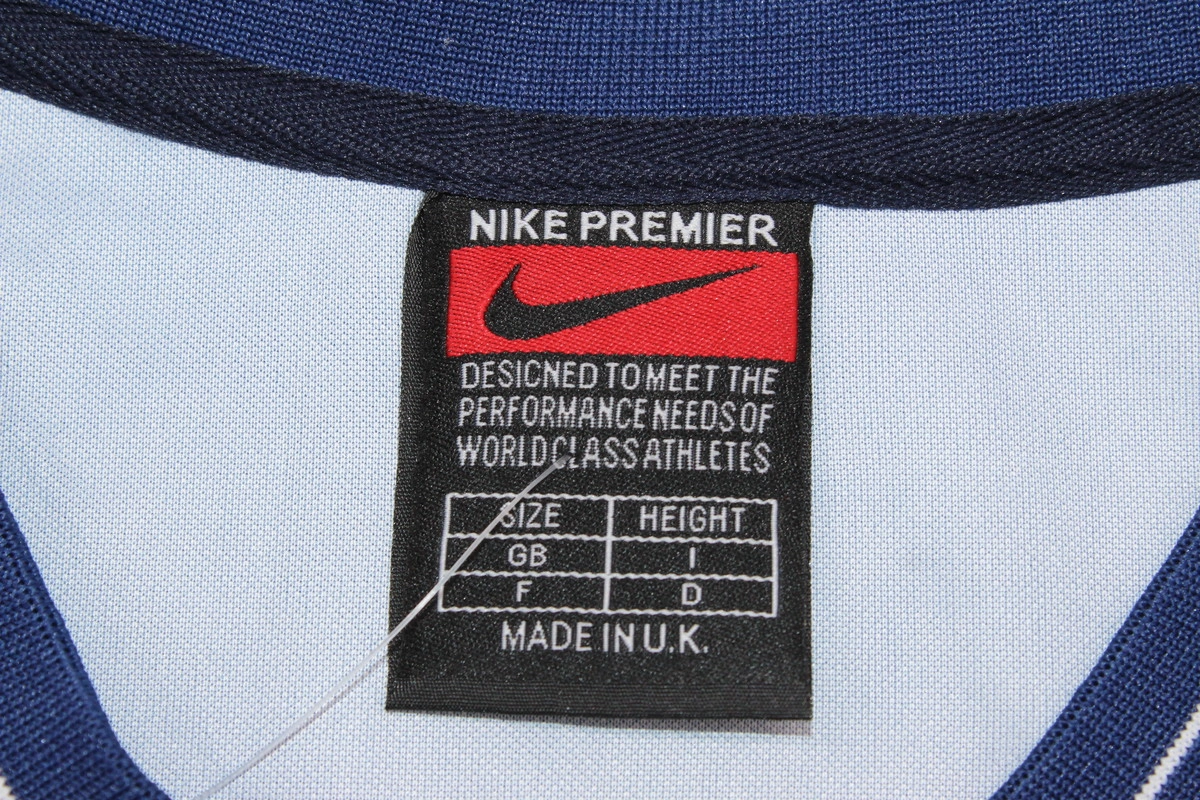 NIKE PREMIER
DESIGNED TO MEET THE
PERFORMANCE NEEDS OF
WORLD CLASS ATHLETES
SIZE HEIGHT
GB I
F D
MADE IN U.K.